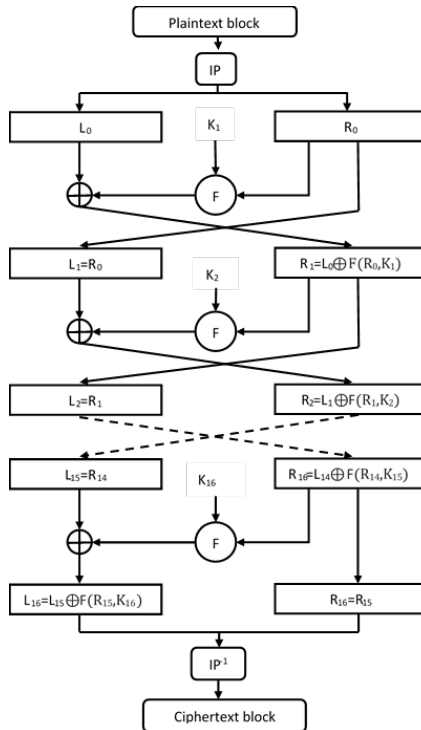 Plaintext block
IP
L₀
K₁
R₀
F
L₁=R₀
R₁=L₀⨁F(R₀,K₁)
K₂
F
L₂=R₁
R₂=L₁⨁F(R₁,K₂)
L₁₅=R₁₄
K₁₆
R₁₆=L₁₄⨁F(R₁₄,K₁₅)
F
L₁₆=L₁₅⨁F(R₁₅,K₁₆)
R₁₆=R₁₅
IP⁻¹
Ciphertext block